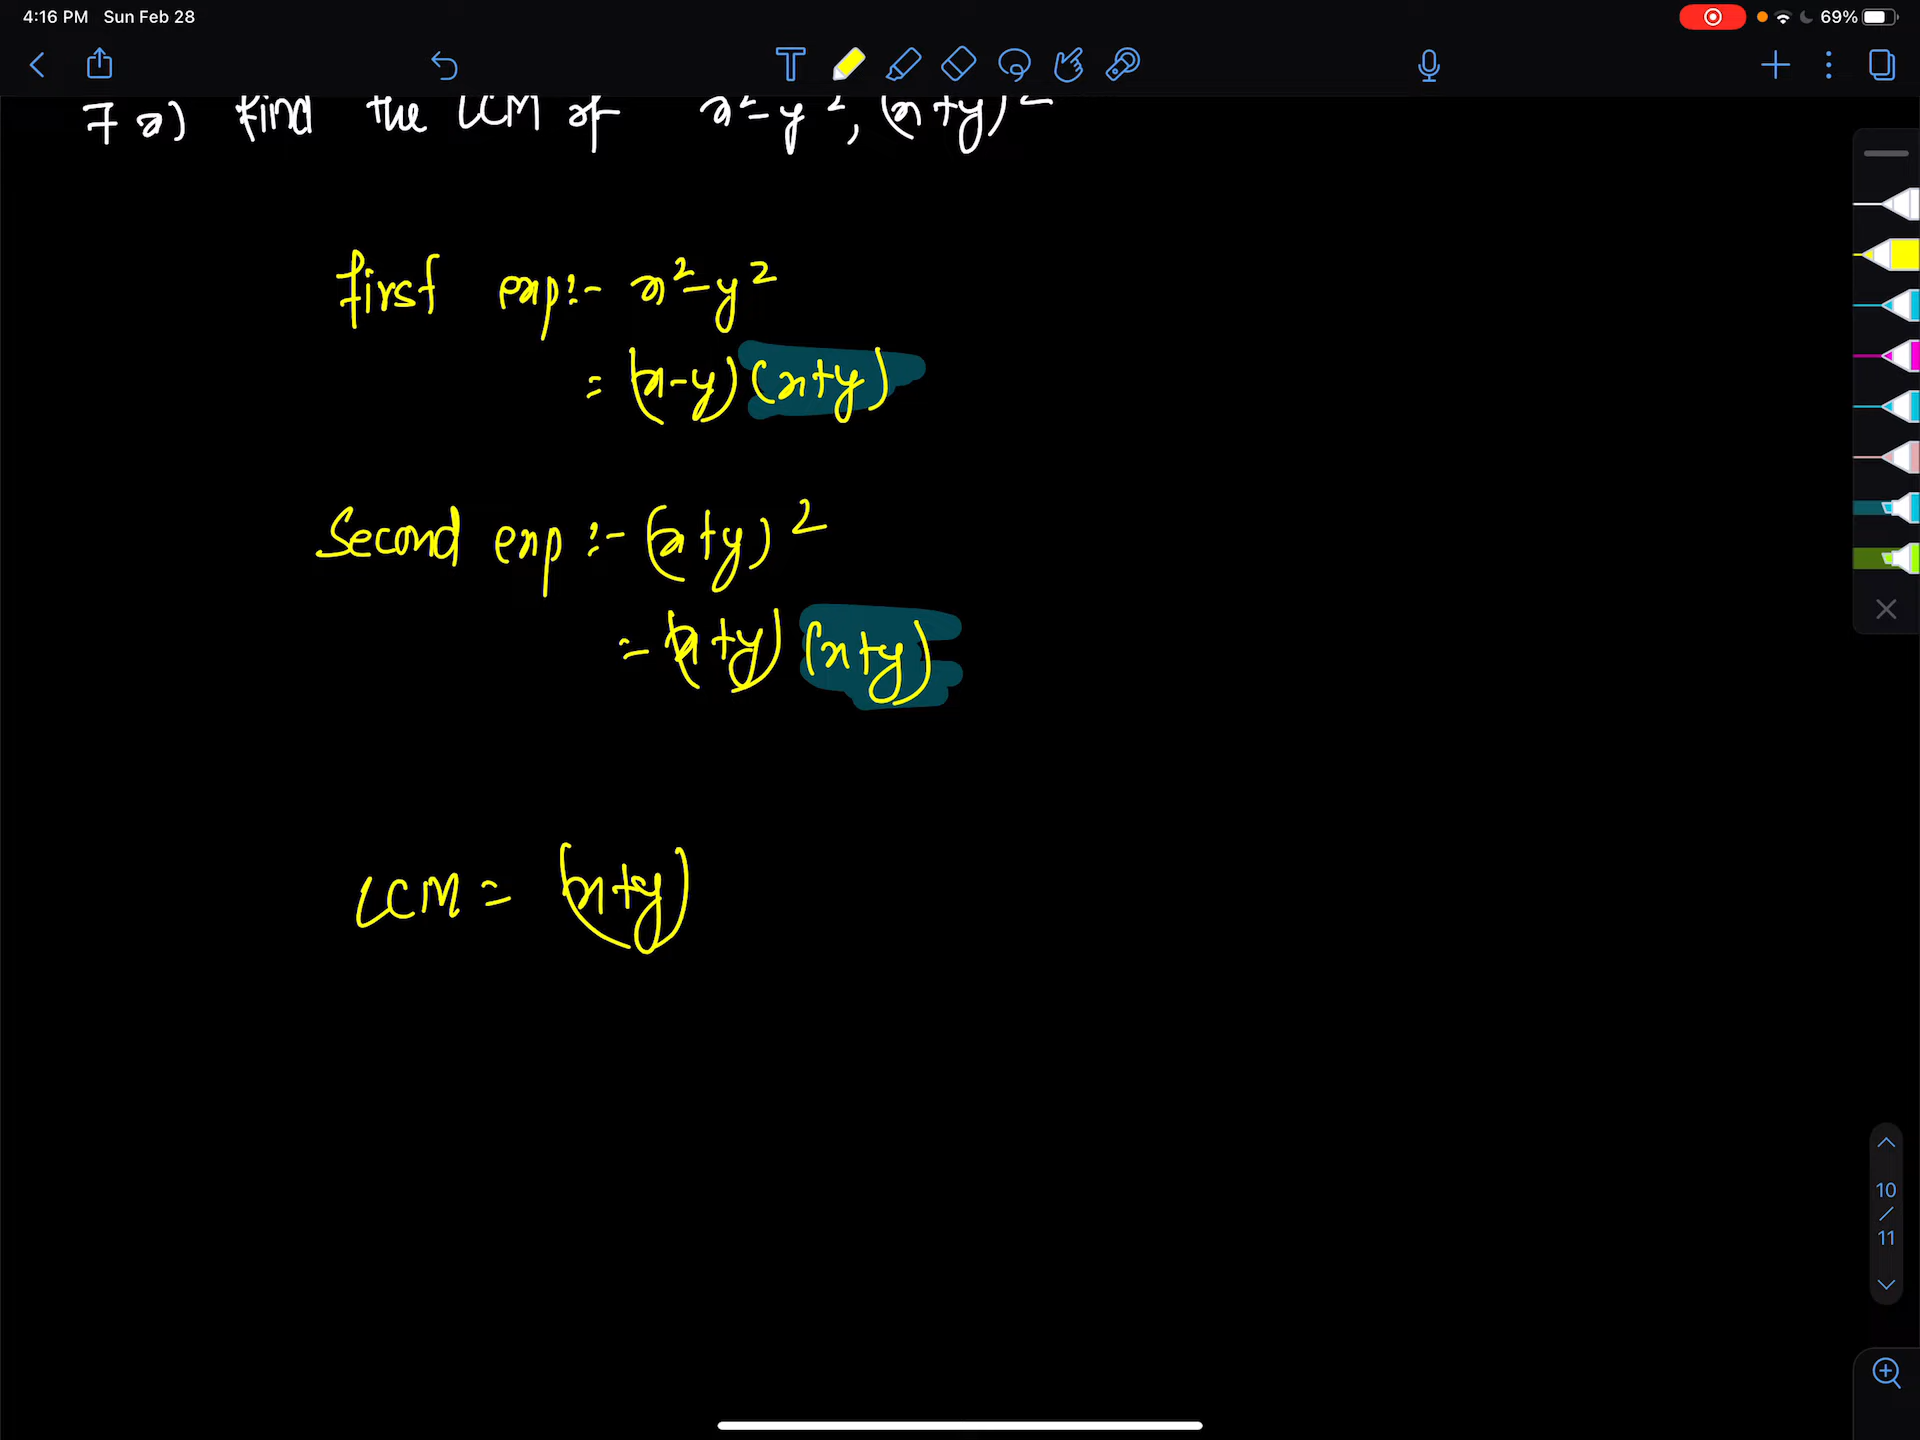 4:16 PM Sun Feb 28
69%
7 a) Find the LCM of x² - y², (x+y)²
First exp:- x² - y²
= (x-y) (x+y)
Second exp:- (x+y)²
= (x+y) (x+y)
LCM = (x+y)
10
/
11